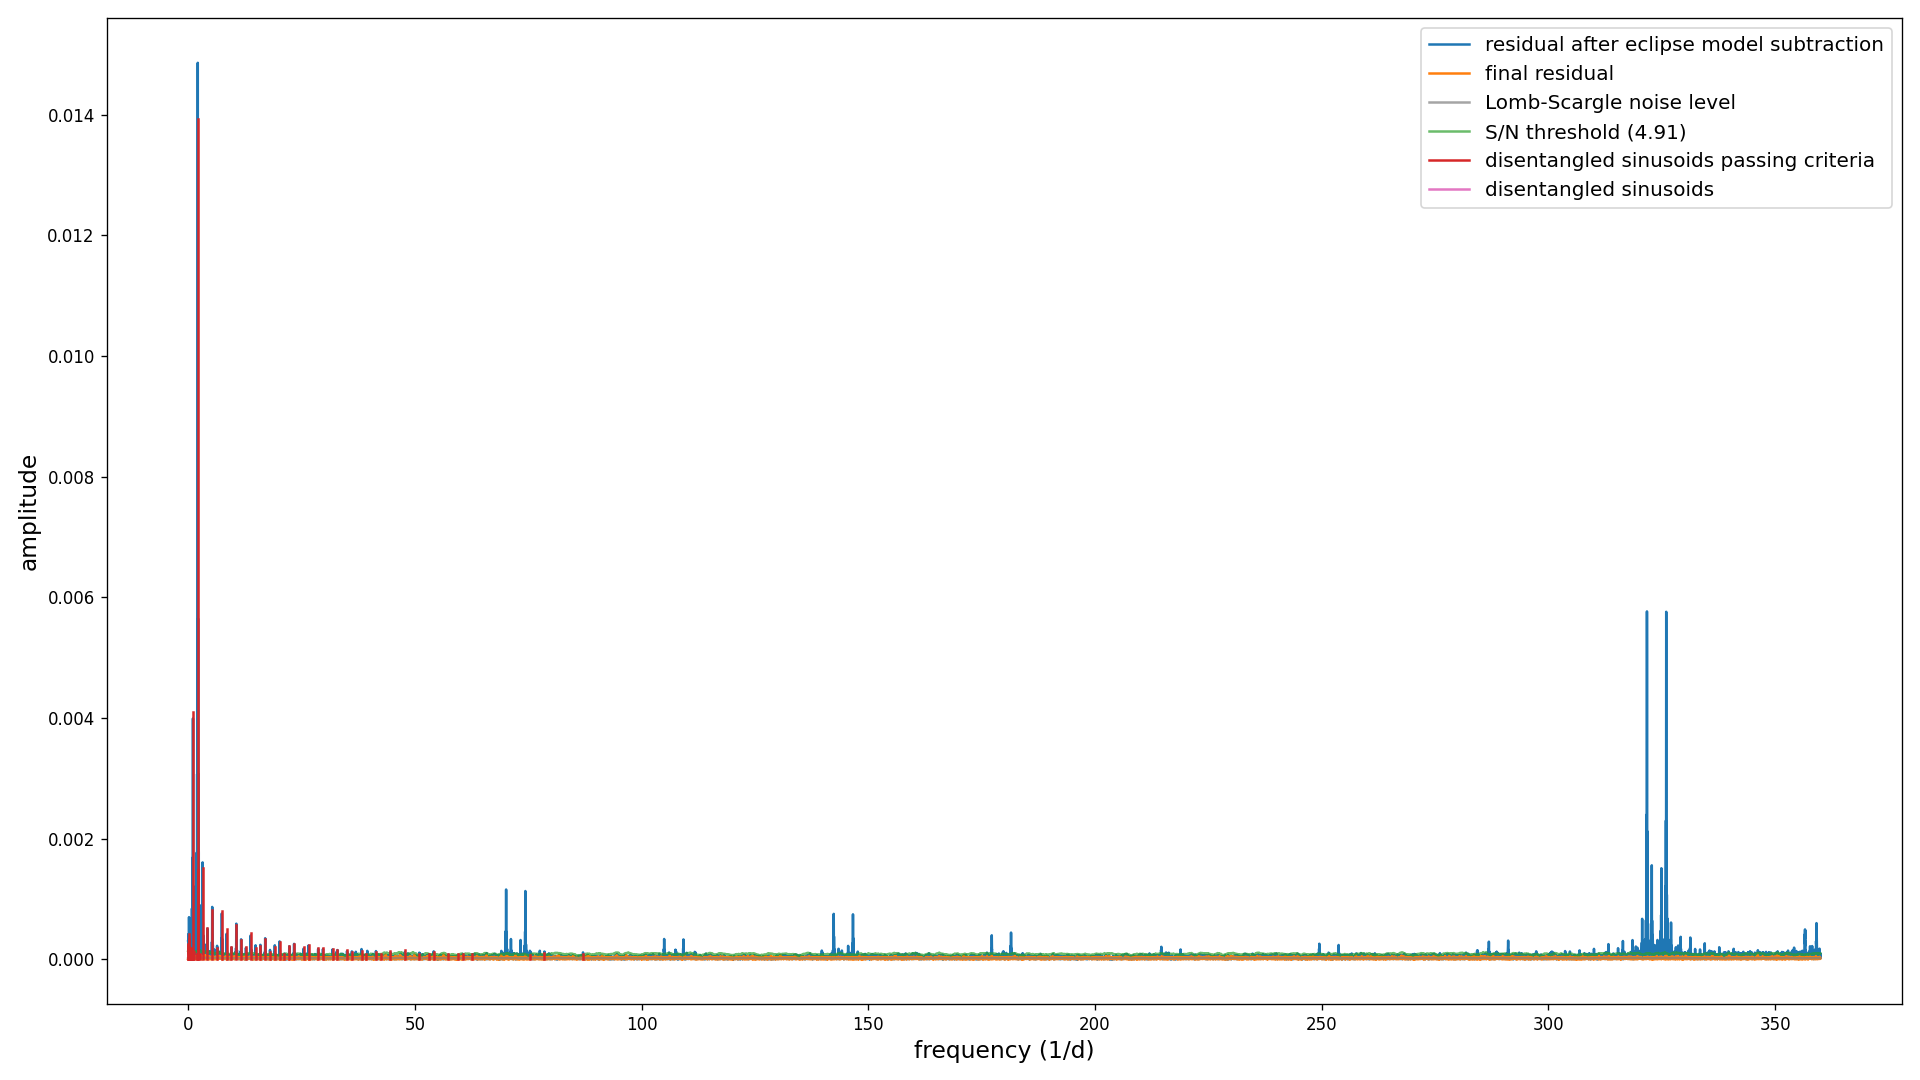 residual after eclipse model subtraction
final residual
Lomb-Scargle noise level
S/N threshold (4.91)
disentangled sinusoids passing criteria
disentangled sinusoids
amplitude
0.014
0.012
0.010
0.008
0.006
0.004
0.002
0.000
0 50 100 150 200 250 300 350
frequency (1/d)